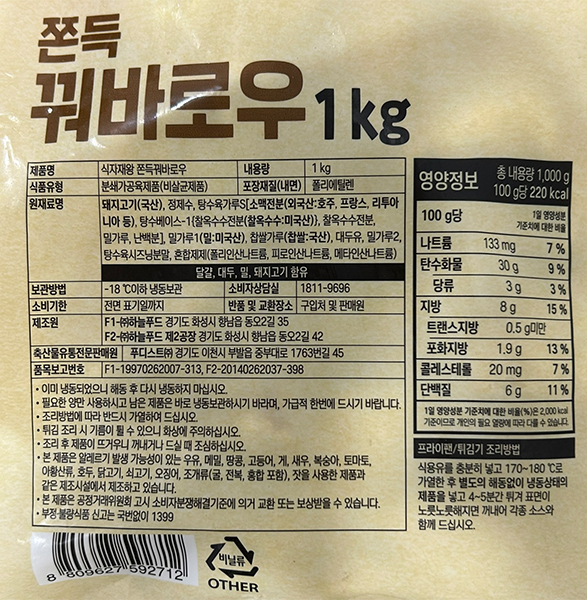 쫀득
꿔바로우 1kg
제품명 식자재왕 쫀득꿔바로우 내용량 1 kg
식품유형 분쇄가공육제품(비살균제품) 포장재질(내면) 폴리에틸렌
원재료명 돼지고기(국산), 정제수, 탕수육가루S[소맥전분(외국산:호주, 프랑스, 리투아
니아 등), 탕수베이스-1(찰옥수수전분(찰옥수수:미국산)), 찰옥수수전분,
밀가루, 난백분], 밀가루1(밀:미국산), 찹쌀가루(찹쌀:국산), 대두유, 밀가루2,
탕수육시즈닝분말, 혼합제제(폴리인산나트륨, 피로인산나트륨, 메타인산나트륨)
달걀, 대두, 밀, 돼지고기 함유
보관방법 -18 ℃이하 냉동보관 소비자상담실 1811-9696
소비기한 전면 표기일까지 반품 및 교환장소 구입처 및 판매원
제조원 F1-㈜하늘푸드 경기도 화성시 향남읍 동오2길 35
F2-㈜하늘푸드 제2공장 경기도 화성시 향남읍 동오2길 42
축산물유통전문판매원 푸디스트㈜ 경기도 이천시 부발읍 중부대로 1763번길 45
품목보고번호 F1-19970262007-313, F2-20140262037-398
· 이미 냉동되었으니 해동 후 다시 냉동하지 마십시오.
· 필요한 양만 사용하시고 남은 제품은 바로 냉동보관하시기 바라며, 가급적 한번에 드시기 바랍니다.
· 조리방법에 따라 반드시 가열하여 드십시오.
· 튀김 조리 시 기름이 튈 수 있으니 화상에 주의하십시오.
· 조리 후 제품이 뜨거우니 꺼내거나 드실 때 조심하십시오.
· 본 제품은 알레르기 발생 가능성이 있는 우유, 메밀, 땅콩, 고등어, 게, 새우, 복숭아, 토마토,
아황산류, 호두, 닭고기, 쇠고기, 오징어, 조개류(굴, 전복, 홍합 포함), 잣을 사용한 제품과
같은 제조시설에서 제조하고 있습니다.
· 본 제품은 공정거래위원회 고시 소비자분쟁해결기준에 의거 교환 또는 보상받을 수 있습니다.
· 부정·불량식품 신고는 국번없이 1399
영양정보 총 내용량 1,000 g
100 g당 220 kcal
100 g당 1일 영양성분
기준치에 대한 비율
나트륨 133 mg 7 %
탄수화물 30 g 9 %
당류 3 g 3 %
지방 8 g 15 %
트랜스지방 0.5 g미만
포화지방 1.9 g 13 %
콜레스테롤 20 mg 7 %
단백질 6 g 11 %
1일 영양성분 기준치에 대한 비율(%)은 2,000 kcal
기준이므로 개인의 필요 열량에 따라 다를 수 있습니다.
프라이팬/튀김기 조리방법
식용유를 충분히 넣고 170~180 ℃로
가열한 후 별도의 해동없이 냉동상태의
제품을 넣고 4~5분간 튀겨 표면이
노릇노릇해지면 꺼내어 각종 소스와
함께 드십시오.
8 809627 592712
비닐류
OTHER